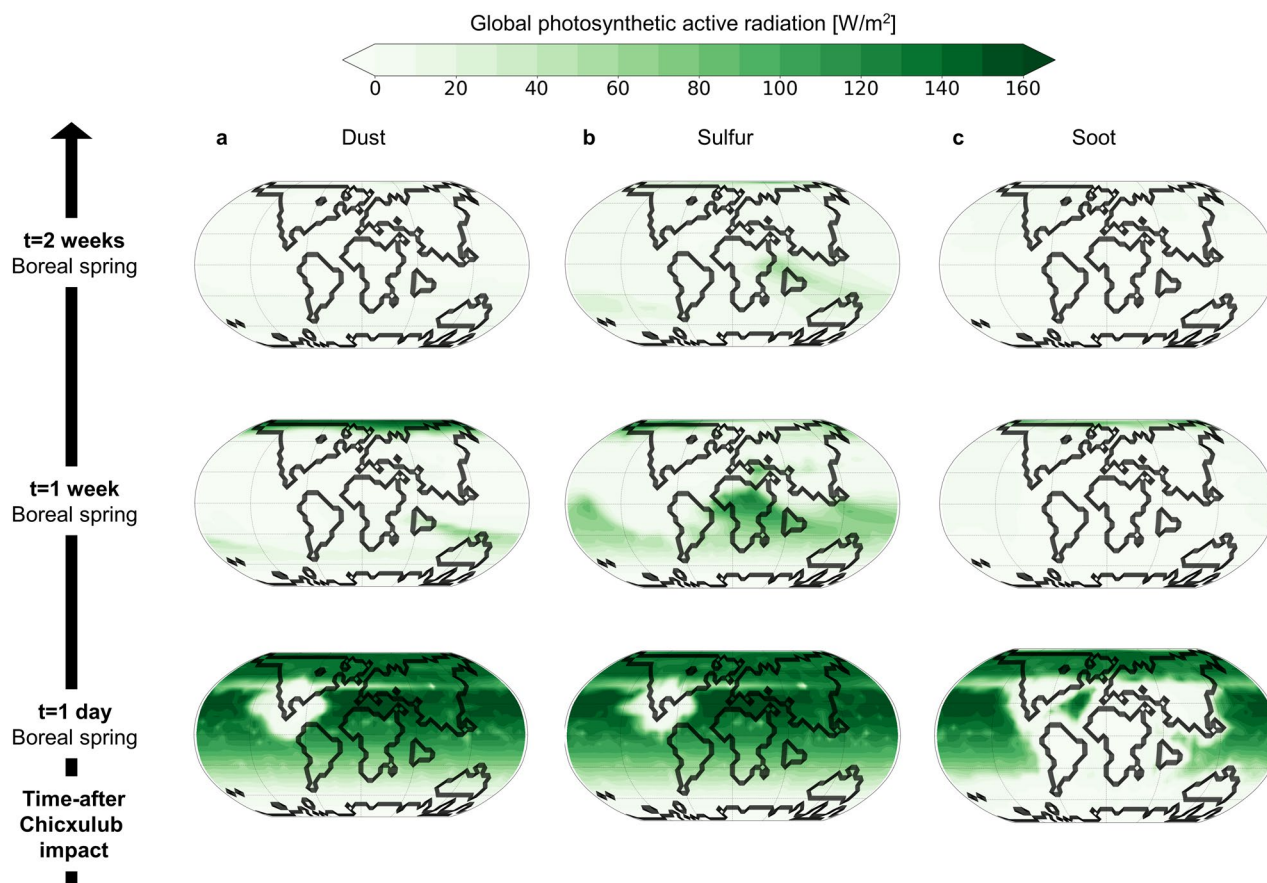 Global photosynthetic active radiation [W/m²]
0 20 40 60 80 100 120 140 160
a Dust b Sulfur c Soot
t=2 weeks
Boreal spring
t=1 week
Boreal spring
t=1 day
Boreal spring
Time-after
Chicxulub
impact